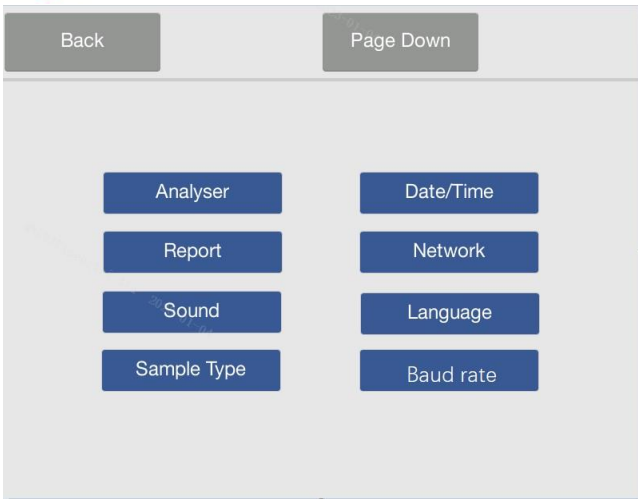 Back
Page Down
Analyser
Date/Time
Report
Network
Sound
Language
Sample Type
Baud rate